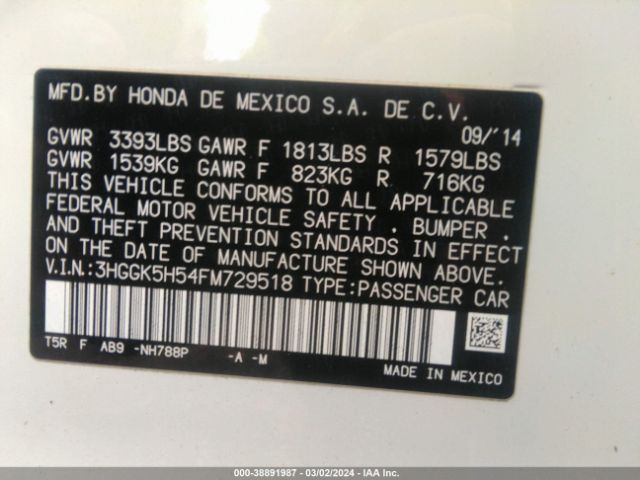 MFD.BY HONDA DE MEXICO S.A. DE C.V.
09/'14
GVWR 3393LBS GAWR F 1813LBS R 1579LBS
GVWR 1539KG GAWR F 823KG R 716KG
THIS VEHICLE CONFORMS TO ALL APPLICABLE
FEDERAL MOTOR VEHICLE SAFETY , BUMPER ,
AND THEFT PREVENTION STANDARDS IN EFFECT
ON THE DATE OF MANUFACTURE SHOWN ABOVE.
V.I.N.:3HGGK5H54FM729518 TYPE:PASSENGER CAR
T5R F AB9 -NH788P -A -M
MADE IN MEXICO
000-38891987 - 03/02/2024 - IAA Inc.